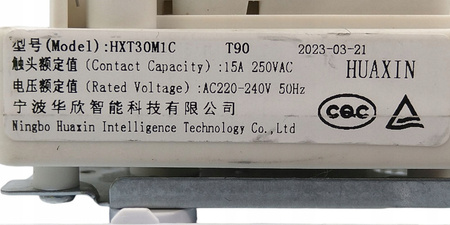 型号(Model):HXT30M1C T90 2023-03-21
触头额定值(Contact Capacity):15A 250VAC HUAXIN
电压额定值(Rated Voltage):AC220-240V 50Hz
宁波华欣智能科技有限公司
Ningbo Huaxin Intelligence Technology Co.,Ltd
CQC